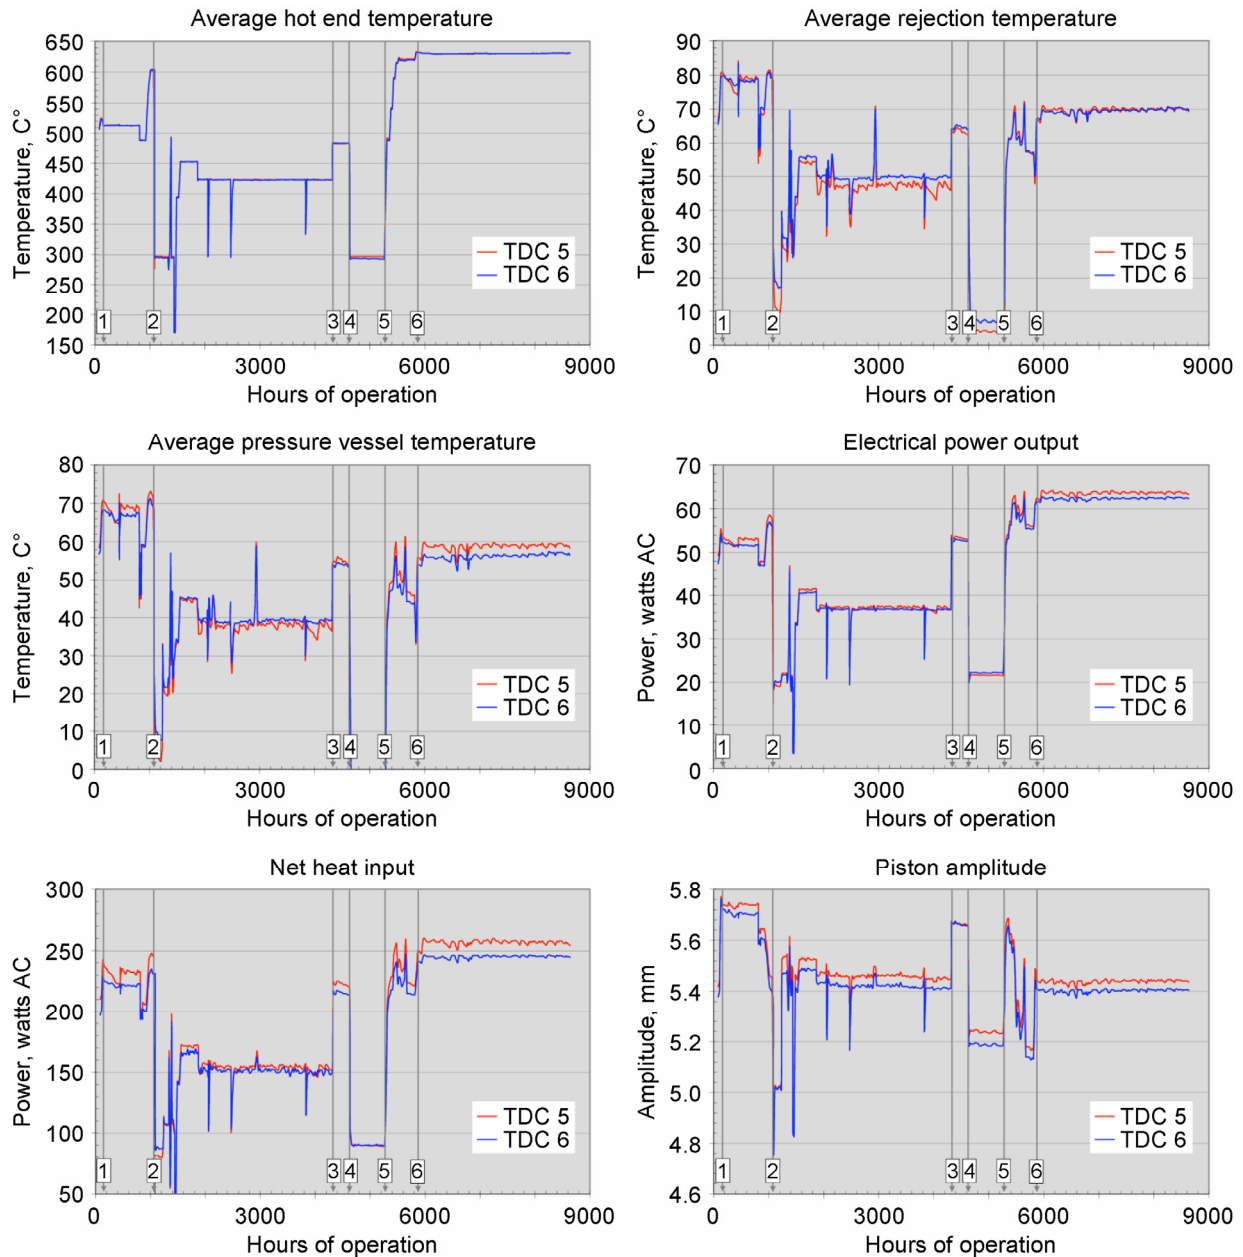 Average hot end temperature
650
600
550
500
450
400
350
300
250
200
150
Temperature, C°
TDC 5
TDC 6
1 2 3 4 5 6
0 3000 6000 9000
Hours of operation
Average rejection temperature
90
80
70
60
50
40
30
20
10
0
Temperature, C°
TDC 5
TDC 6
1 2 3 4 5 6
0 3000 6000 9000
Hours of operation
Average pressure vessel temperature
80
70
60
50
40
30
20
10
0
Temperature, C°
TDC 5
TDC 6
1 2 3 4 5 6
0 3000 6000 9000
Hours of operation
Electrical power output
70
60
50
40
30
20
10
0
Power, watts AC
TDC 5
TDC 6
1 2 3 4 5 6
0 3000 6000 9000
Hours of operation
Net heat input
300
250
200
150
100
50
Power, watts AC
TDC 5
TDC 6
1 2 3 4 5 6
0 3000 6000 9000
Hours of operation
Piston amplitude
5.8
5.6
5.4
5.2
5.0
4.8
4.6
Amplitude, mm
TDC 5
TDC 6
1 2 3 4 5 6
0 3000 6000 9000
Hours of operation